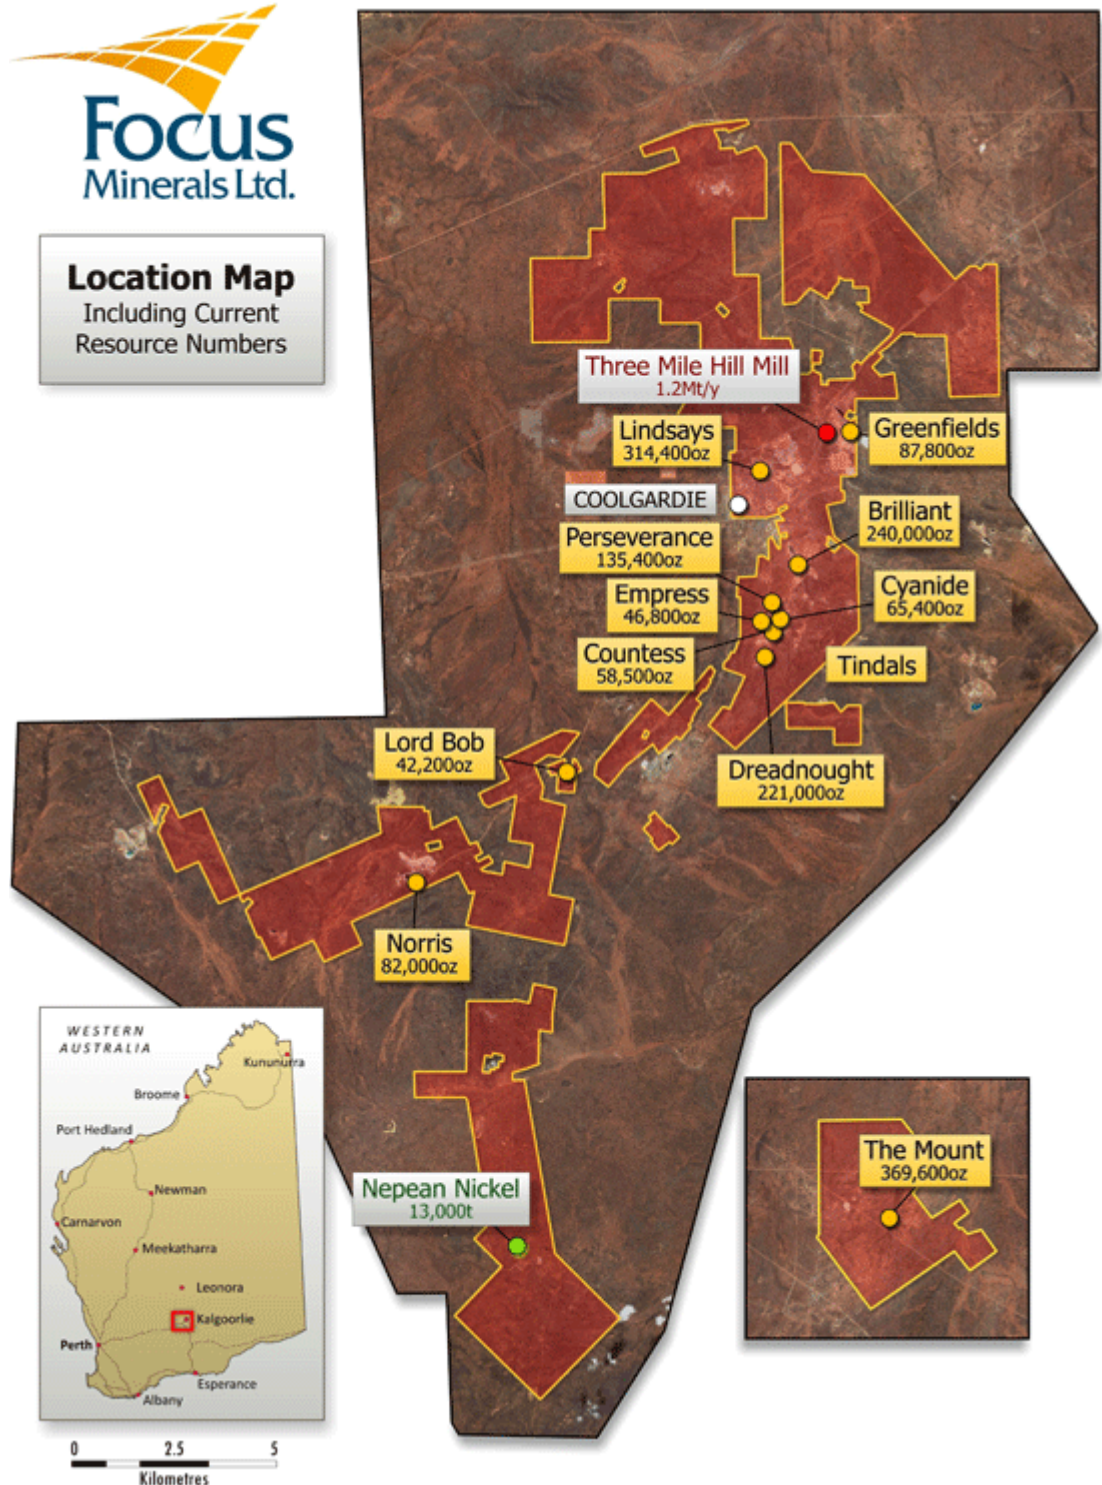 Focus
Minerals Ltd.
Location Map
Including Current
Resource Numbers
Three Mile Hill Mill
1.2Mt/y
Lindsays
314,400oz
Greenfields
87,800oz
COOLGARDIE
Brilliant
240,000oz
Perseverance
135,400oz
Empress
46,800oz
Cyanide
65,400oz
Countess
58,500oz
Tindals
Lord Bob
42,200oz
Dreadnought
221,000oz
Norris
82,000oz
WESTERN
AUSTRALIA
Kununurra
Broome
Port Hedland
Newman
Carnarvon
Meekatharra
Leonora
Kalgoorlie
Perth
Esperance
Albany
The Mount
369,600oz
Nepean Nickel
13,000t
0 2.5 5
Kilometres